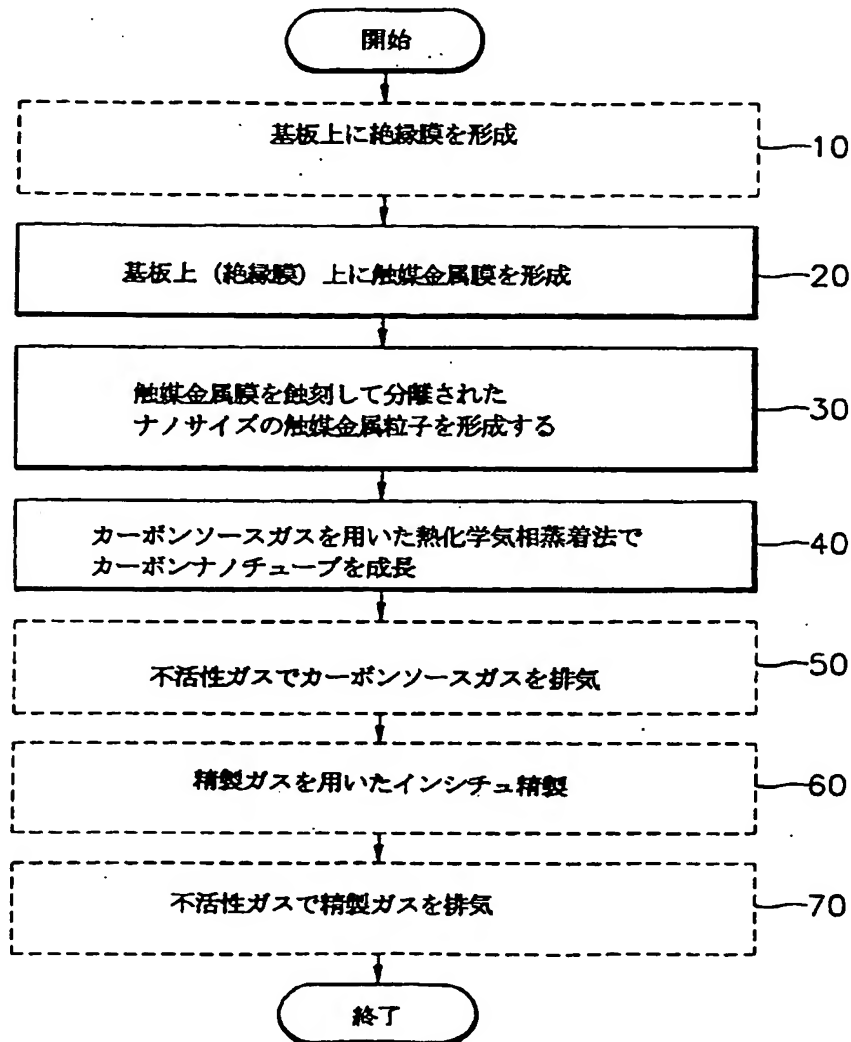 開始
基板上に絶縁膜を形成
10
基板上（絶縁膜）上に触媒金属膜を形成
20
触媒金属膜を蝕刻して分離された
ナノサイズの触媒金属粒子を形成する
30
カーボンソースガスを用いた熱化学気相蒸着法で
カーボンナノチューブを成長
40
不活性ガスでカーボンソースガスを排気
50
精製ガスを用いたインシチュ精製
60
不活性ガスで精製ガスを排気
70
終了